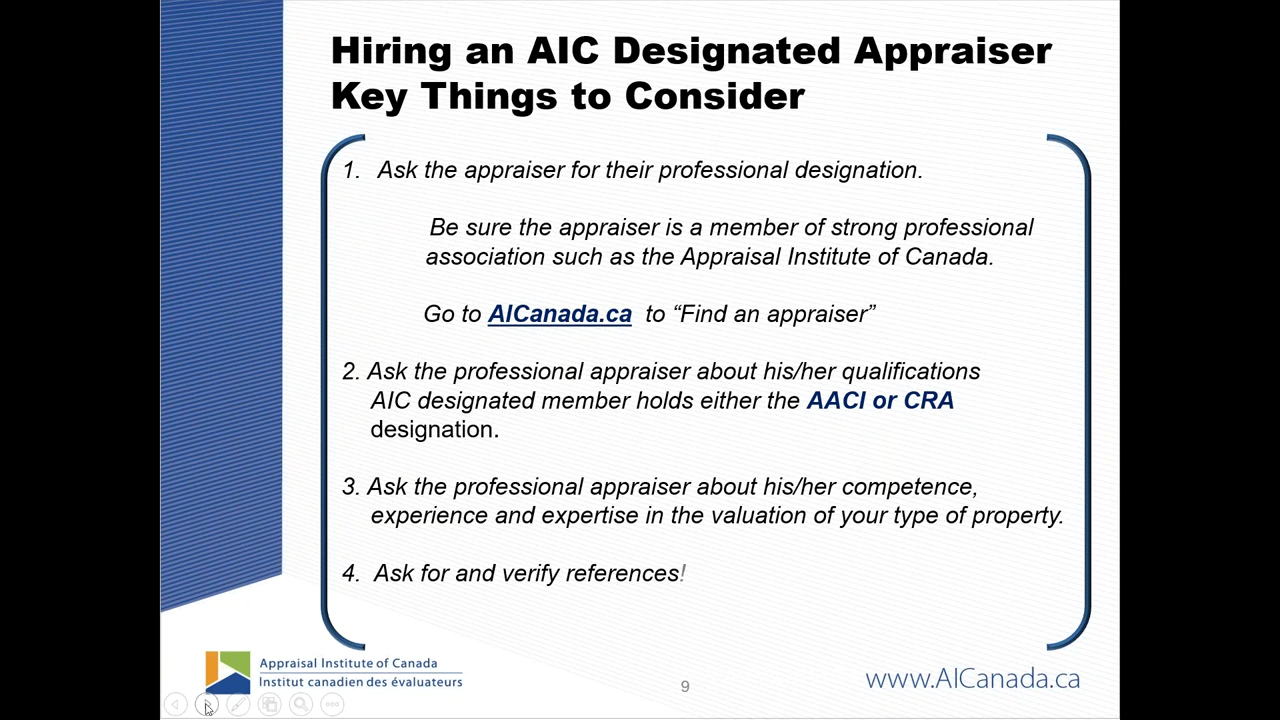 Hiring an AIC Designated Appraiser
Key Things to Consider
1. Ask the appraiser for their professional designation.
Be sure the appraiser is a member of strong professional
association such as the Appraisal Institute of Canada.
Go to AICanada.ca to “Find an appraiser”
2. Ask the professional appraiser about his/her qualifications
AIC designated member holds either the AACI or CRA
designation.
3. Ask the professional appraiser about his/her competence,
experience and expertise in the valuation of your type of property.
4. Ask for and verify references!
Appraisal Institute of Canada
Institut canadien des évaluateurs
9
www.AICanada.ca